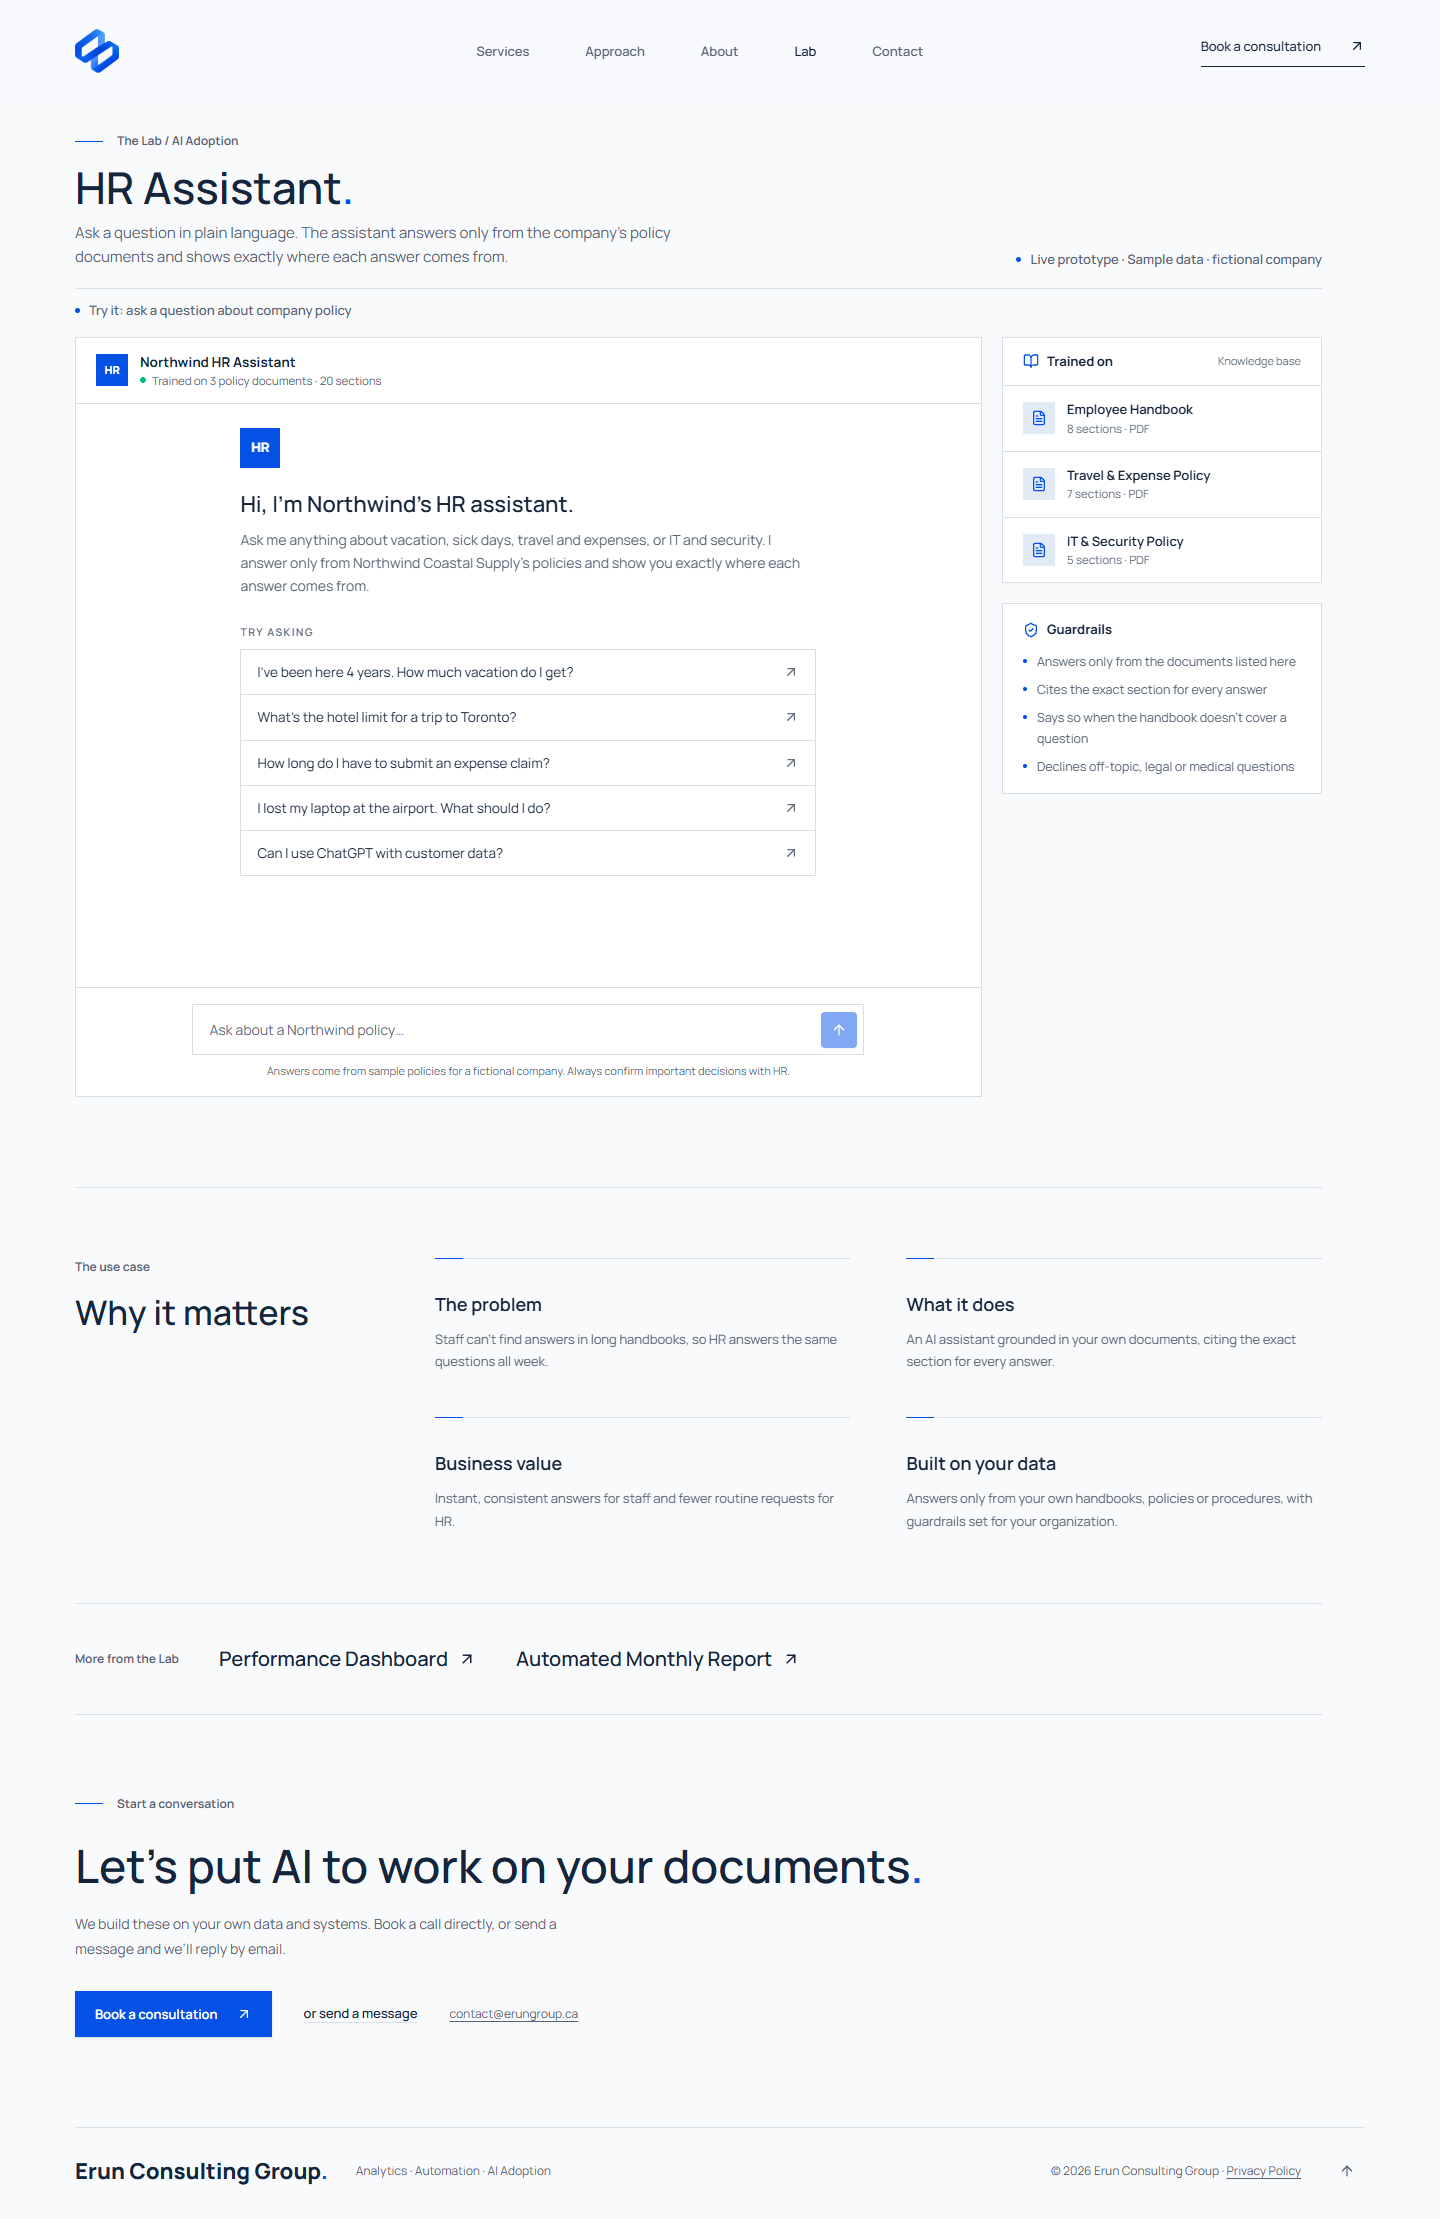 Services
Approach
About
Lab
Contact
Book a consultation
The Lab / AI Adoption
HR Assistant.
Ask a question in plain language. The assistant answers only from the company's policy
documents and shows exactly where each answer comes from.
Live prototype · Sample data · fictional company
Try it: ask a question about company policy
HR
Northwind HR Assistant
Trained on 3 policy documents · 20 sections
HR
Hi, I'm Northwind's HR assistant.
Ask me anything about vacation, sick days, travel and expenses, or IT and security. I
answer only from Northwind Coastal Supply's policies and show you exactly where each
answer comes from.
TRY ASKING
I've been here 4 years. How much vacation do I get?
What's the hotel limit for a trip to Toronto?
How long do I have to submit an expense claim?
I lost my laptop at the airport. What should I do?
Can I use ChatGPT with customer data?
Ask about a Northwind policy...
Answers come from sample policies for a fictional company. Always confirm important decisions with HR.
Trained on
Knowledge base
Employee Handbook
8 sections · PDF
Travel & Expense Policy
7 sections · PDF
IT & Security Policy
5 sections · PDF
Guardrails
Answers only from the documents listed here
Cites the exact section for every answer
Says so when the handbook doesn't cover a
question
Declines off-topic, legal or medical questions
The use case
Why it matters
The problem
Staff can't find answers in long handbooks, so HR answers the same
questions all week.
What it does
An AI assistant grounded in your own documents, citing the exact
section for every answer.
Business value
Instant, consistent answers for staff and fewer routine requests for
HR.
Built on your data
Answers only from your own handbooks, policies or procedures, with
guardrails set for your organization.
More from the Lab
Performance Dashboard
Automated Monthly Report
Start a conversation
Let's put AI to work on your documents.
We build these on your own data and systems. Book a call directly, or send a
message and we'll reply by email.
Book a consultation
or send a message
contact@erungroup.ca
Erun Consulting Group.
Analytics · Automation · AI Adoption
© 2026 Erun Consulting Group · Privacy Policy